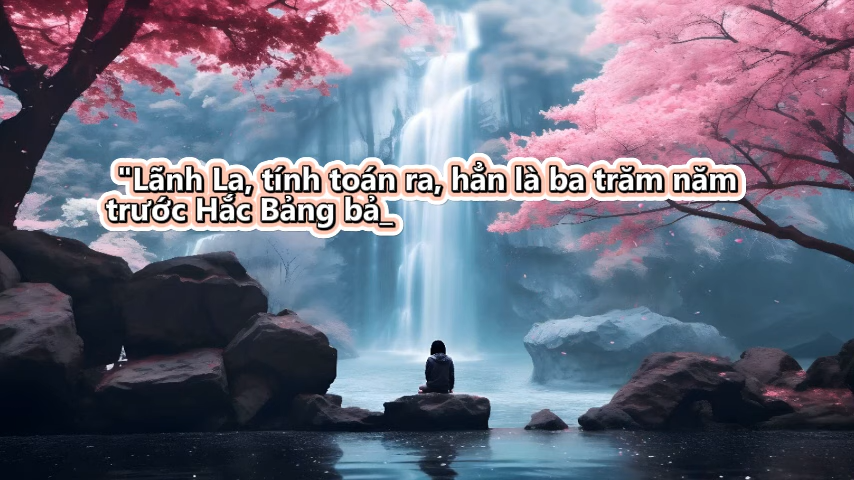 "Lãnh La, tính toán ra, hẳn là ba trăm năm
trước Hắc Bảng bả_